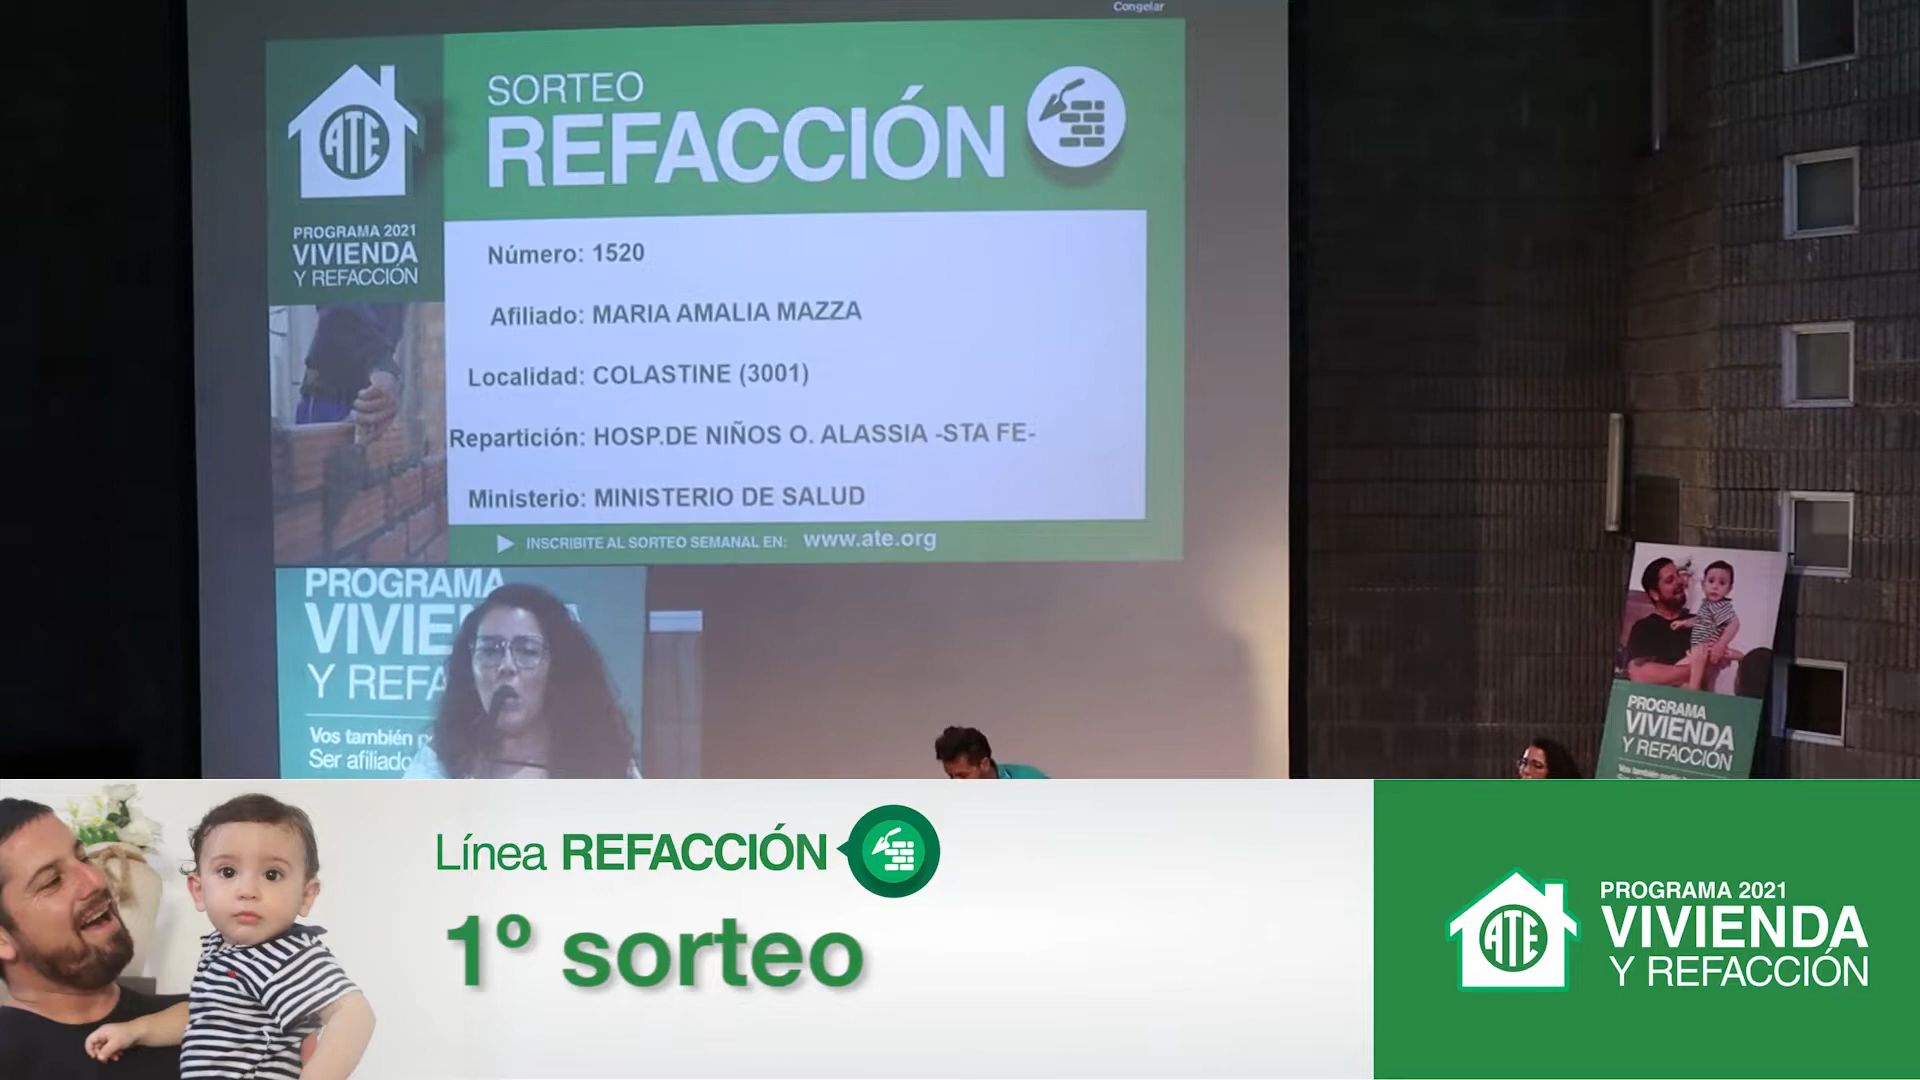 Congelar
ATE
PROGRAMA 2021
VIVIENDA
Y REFACCIÓN
SORTEO
REFACCIÓN
Número: 1520
Afiliado: MARIA AMALIA MAZZA
Localidad: COLASTINE (3001)
Repartición: HOSP.DE NIÑOS O. ALASSIA -STA FE-
Ministerio: MINISTERIO DE SALUD
INSCRIBITE AL SORTEO SEMANAL EN: www.ate.org
PROGRAMA
VIVIE
Y REFA
Vos también
Ser afiliado
PROGRAMA
VIVIENDA
Y REFACCIÓN
Línea REFACCIÓN
1º sorteo
ATE
PROGRAMA 2021
VIVIENDA
Y REFACCIÓN